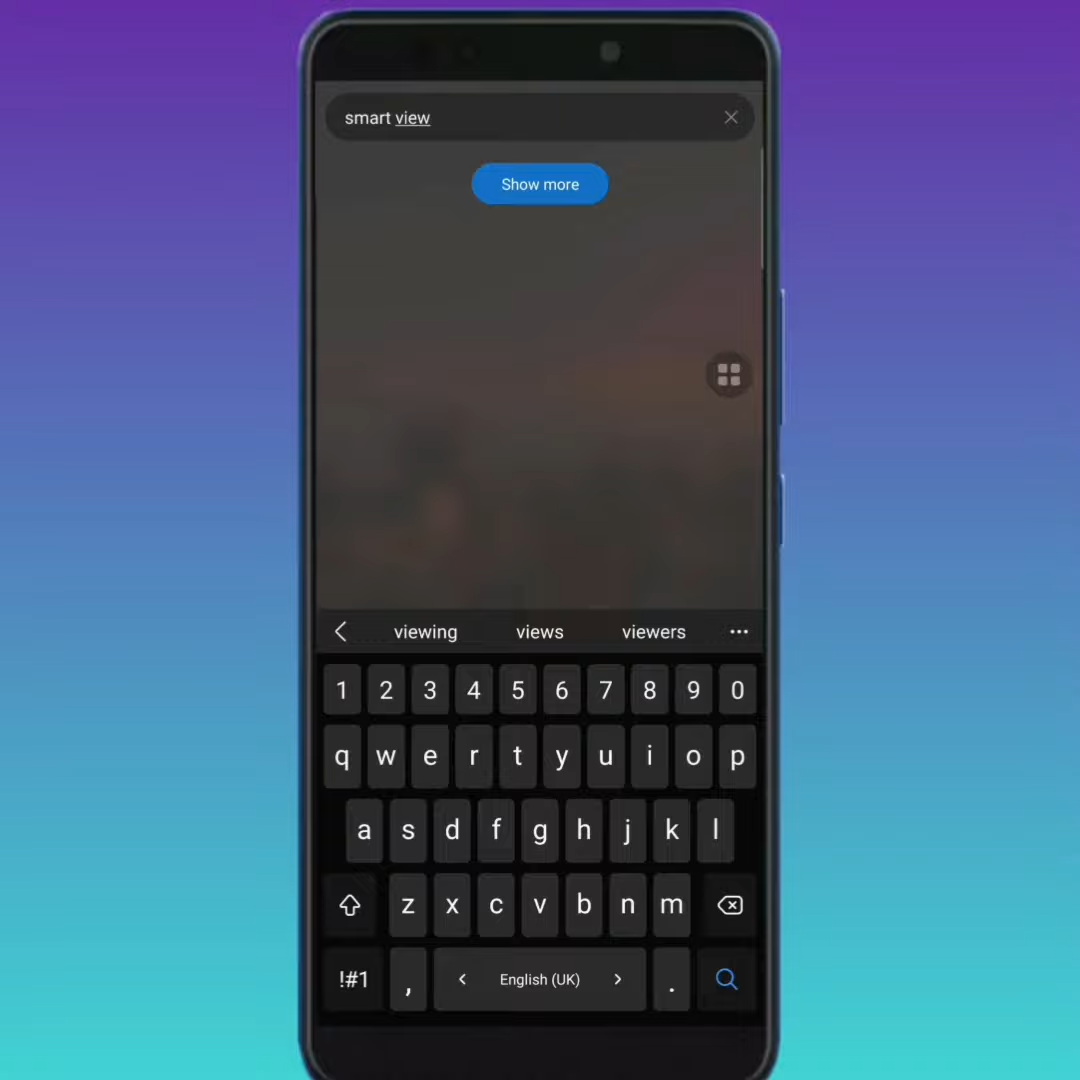 smart view
Show more
viewing views viewers ...
1 2 3 4 5 6 7 8 9 0
q w e r t y u i o p
a s d f g h j k l
z x c v b n m
!#1 , < English (UK) > .